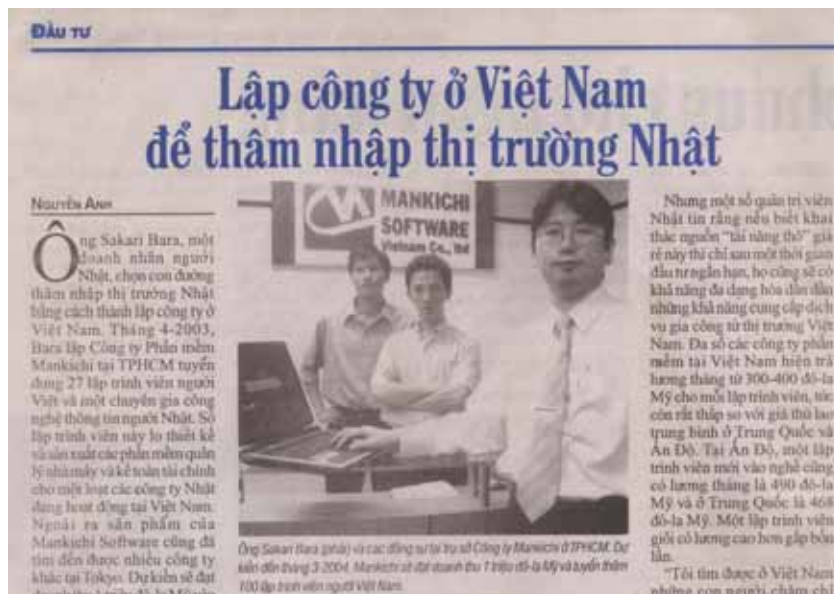 ĐẦU TƯ
Lập công ty ở Việt Nam
để thâm nhập thị trường Nhật
NGUYÊN ANH
Ông Sakari Bara, một
doanh nhân người
Nhật, chọn con đường
thâm nhập thị trường Nhật
bằng cách thành lập công ty ở
Việt Nam. Tháng 4-2003,
Bara lập Công ty Phần mềm
Mankichi tại TPHCM tuyển
dụng 27 lập trình viên người
Việt và một chuyên gia công
nghệ thông tin người Nhật. Số
lập trình viên này lo thiết kế
và sản xuất các phần mềm quản
lý nhà máy và kế toán tài chính
cho một loạt các công ty Nhật
đang hoạt động tại Việt Nam.
Ngoài ra sản phẩm của
Mankichi Software cũng đã
tìm đến được nhiều công ty
khác tại Tokyo. Dự kiến sẽ đạt
MANKICHI
SOFTWARE
Vietnam Co., ltd
Ông Sakari Bara (phải) và các đồng sự tại trụ sở Công ty Mankichi ở TPHCM. Dự
kiến đến tháng 3-2004, Mankichi sẽ đạt doanh thu 1 triệu đô-la Mỹ và tuyển thêm
100 lập trình viên người Việt Nam.
Nhưng một số quản trị viên
Nhật tin rằng nếu biết khai
thác nguồn "tài năng thô" giá
rẻ này thì chỉ sau một thời gian
đầu tư ngắn hạn, họ cũng sẽ có
khả năng đa dạng hóa dần dần
những khả năng cung cấp dịch
vụ gia công từ thị trường Việt
Nam. Đa số các công ty phần
mềm tại Việt Nam hiện trả
lương tháng từ 300-400 đô-la
Mỹ cho mỗi lập trình viên, tức
còn rất thấp so với giá thù lao
trung bình ở Trung Quốc và
Ấn Độ. Tại Ấn Độ, một lập
trình viên mới vào nghề cũng
có lương tháng là 490 đô-la
Mỹ và ở Trung Quốc là 466
đô-la Mỹ. Một lập trình viên
giỏi có lương cao hơn gấp bốn
lần.
"Tôi tìm được ở Việt Nam
những con người chăm chỉ